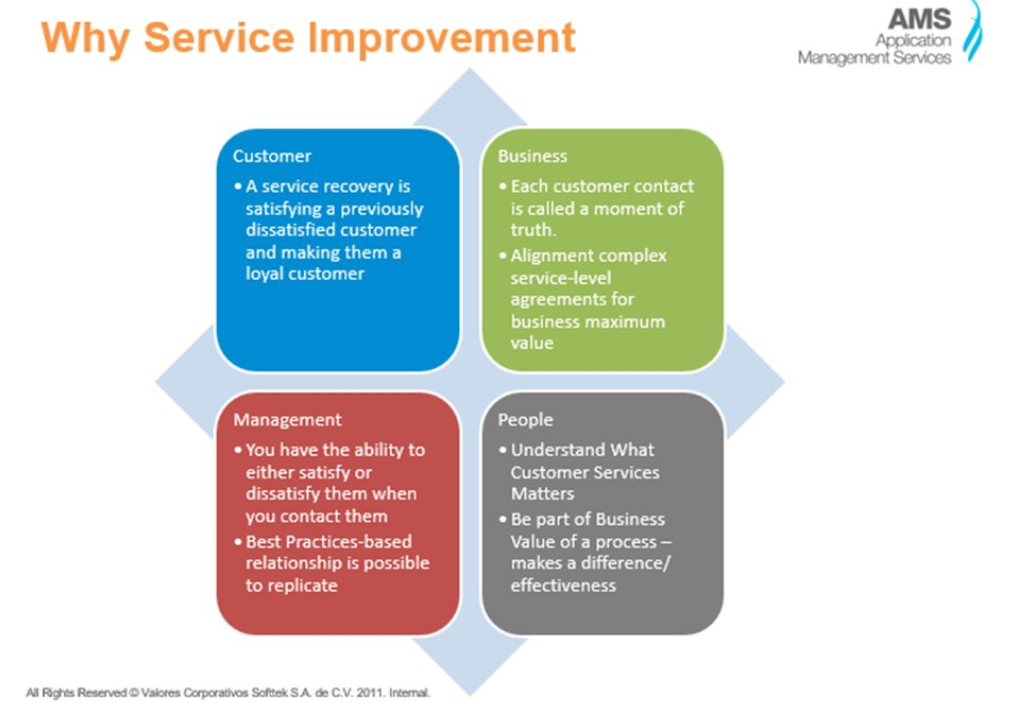 Why Service Improvement
AMS
Application
Management Services
Customer
• A service recovery is
satisfying a previously
dissatisfied customer
and making them a
loyal customer
Business
• Each customer contact
is called a moment of
truth.
• Alignment complex
service-level
agreements for
business maximum
value
Management
• You have the ability to
either satisfy or
dissatisfy them when
you contact them
• Best Practices-based
relationship is possible
to replicate
People
• Understand What
Customer Services
Matters
• Be part of Business
Value of a process –
makes a difference/
effectiveness
All Rights Reserved © Valores Corporativos Softtek S.A. de C.V. 2011. Internal.